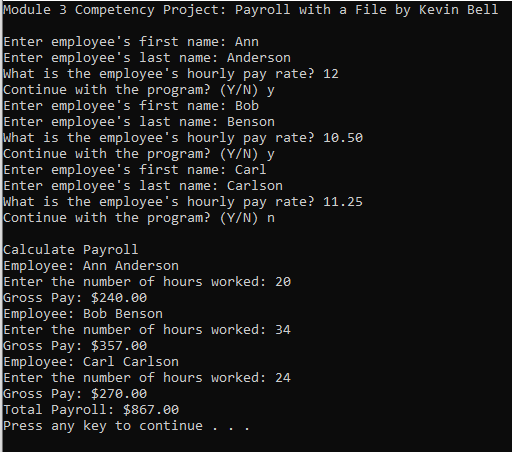 Module 3 Competency Project: Payroll with a File by Kevin Bell
Enter employee's first name: Ann
Enter employee's last name: Anderson
What is the employee's hourly pay rate? 12
Continue with the program? (Y/N) y
Enter employee's first name: Bob
Enter employee's last name: Benson
What is the employee's hourly pay rate? 10.50
Continue with the program? (Y/N) y
Enter employee's first name: Carl
Enter employee's last name: Carlson
What is the employee's hourly pay rate? 11.25
Continue with the program? (Y/N) n
Calculate Payroll
Employee: Ann Anderson
Enter the number of hours worked: 20
Gross Pay: $240.00
Employee: Bob Benson
Enter the number of hours worked: 34
Gross Pay: $357.00
Employee: Carl Carlson
Enter the number of hours worked: 24
Gross Pay: $270.00
Total Payroll: $867.00
Press any key to continue . . .